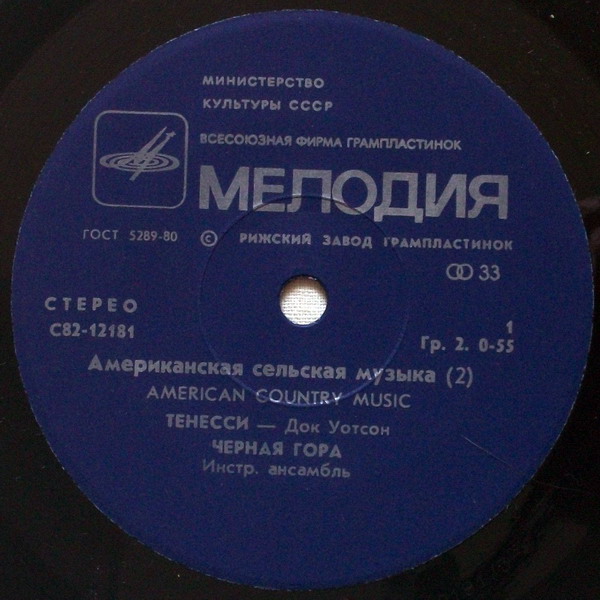 МИНИСТЕРСТВО
КУЛЬТУРЫ СССР
ВСЕСОЮЗНАЯ ФИРМА ГРАМПЛАСТИНОК
МЕЛОДИЯ
ГОСТ 5289-80 © РИЖСКИЙ ЗАВОД ГРАМПЛАСТИНОК
33
СТЕРЕО
С82-12181
1
Гр. 2. 0-55
Американская сельская музыка (2)
AMERICAN COUNTRY MUSIC
ТЕНЕССИ — Док Уотсон
ЧЕРНАЯ ГОРА
Инстр. ансамбль